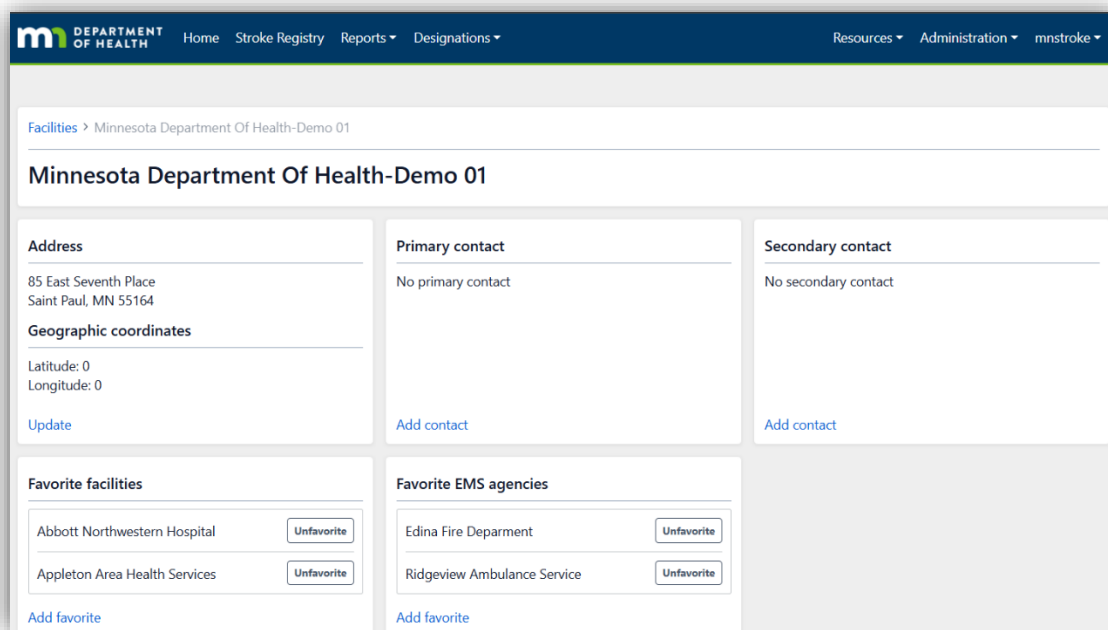 DEPARTMENT
OF HEALTH
Home Stroke Registry Reports Designations Resources Administration mnstroke
Facilities > Minnesota Department Of Health-Demo 01
Minnesota Department Of Health-Demo 01
Address
85 East Seventh Place
Saint Paul, MN 55164
Geographic coordinates
Latitude: 0
Longitude: 0
Update
Primary contact
No primary contact
Add contact
Secondary contact
No secondary contact
Add contact
Favorite facilities
Abbott Northwestern Hospital Unfavorite
Appleton Area Health Services Unfavorite
Add favorite
Favorite EMS agencies
Edina Fire Deparment Unfavorite
Ridgeview Ambulance Service Unfavorite
Add favorite